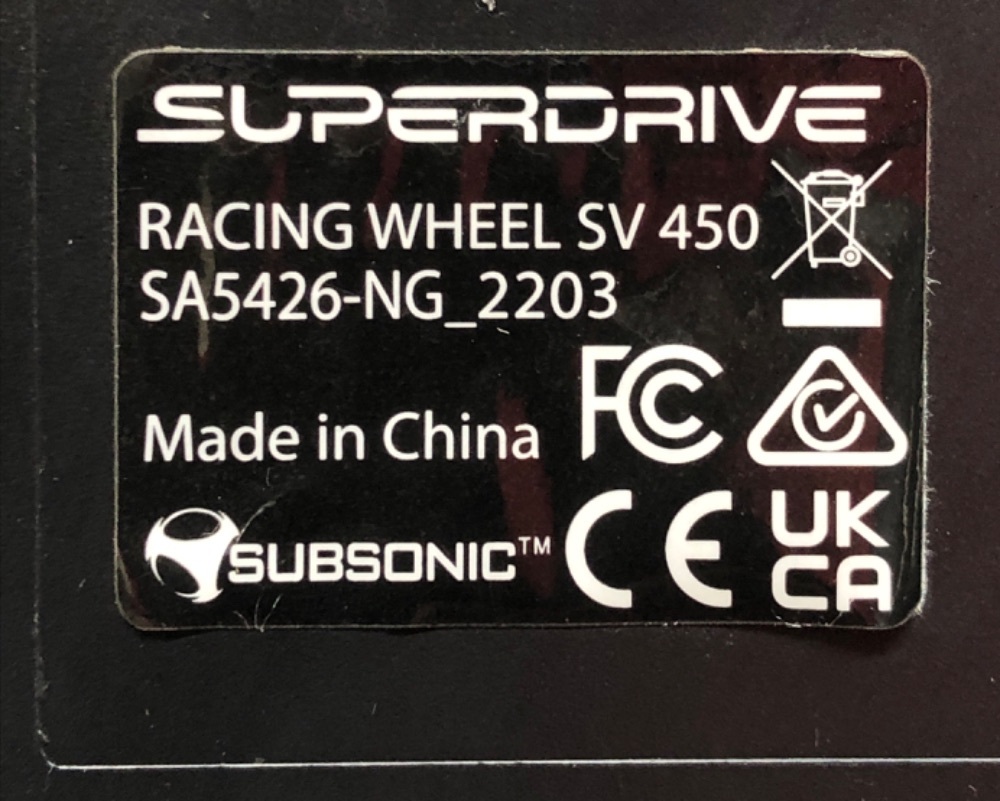 SUPERDRIVE
RACING WHEEL SV 450
SA5426-NG_2203
FC
Made in China
SUBSONIC™
CE
UK
CA